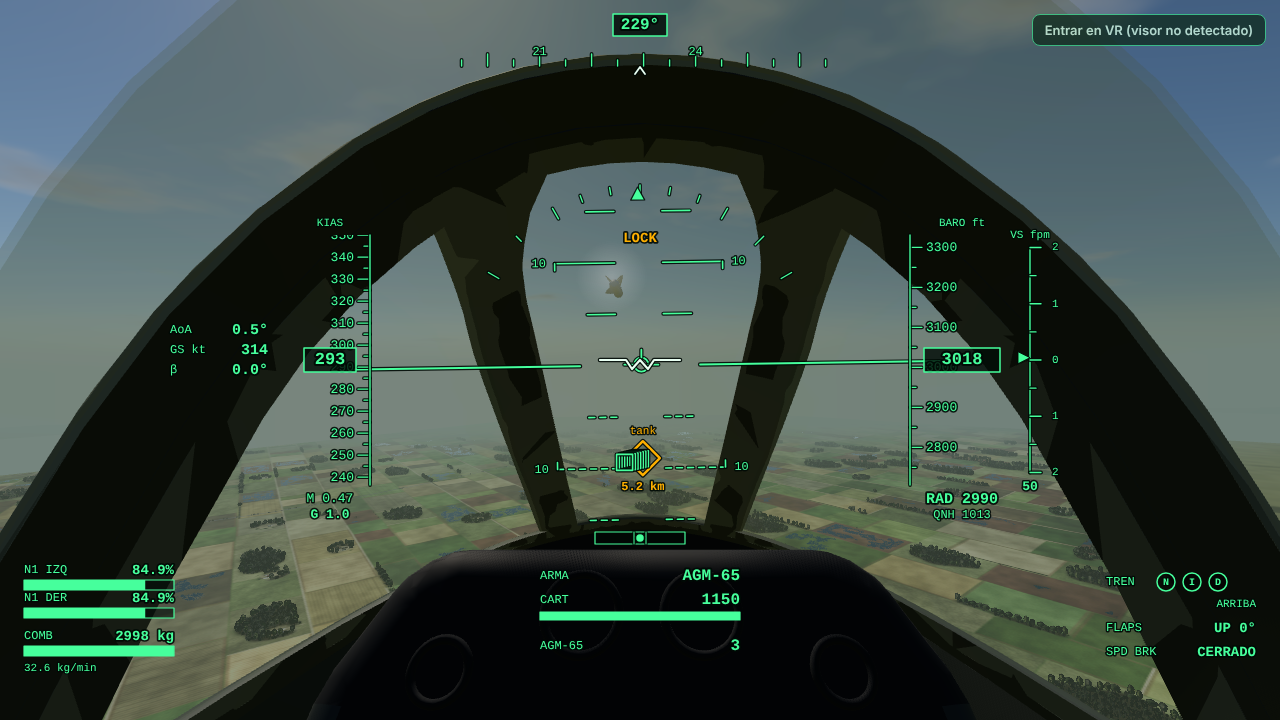 229°
Entrar en VR (visor no detectado)
21 24
KIAS
BARO ft
VS fpm
LOCK
10 10
350
340
330
320
310
300
293
280
270
260
250
240
3300
3200
3100
3018
2900
2800
2
1
0
1
2
AoA 0.5°
GS kt 314
β 0.0°
tank
10 10
5.2 km
M 0.47
G 1.0
50
RAD 2990
QNH 1013
N1 IZQ 84.9%
N1 DER 84.9%
COMB 2998 kg
32.6 kg/min
ARMA AGM-65
CART 1150
AGM-65 3
TREN N I D
ARRIBA
FLAPS UP 0°
SPD BRK CERRADO